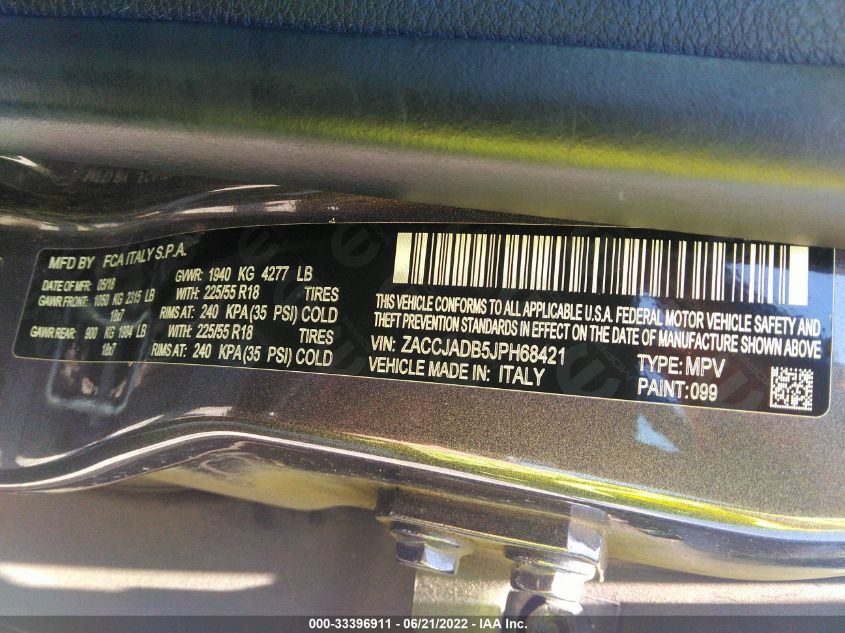 MFD BY FCA ITALY S.P.A.
DATE OF MFR: 05/18 GWR: 1940 KG 4277 LB
GAWR FRONT: 1050 KG 2315 LB WITH: 225/55 R18 TIRES
18x7 RIMS AT: 240 KPA(35 PSI) COLD
GAWR REAR: 900 KG 1984 LB WITH: 225/55 R18 TIRES
18x7 RIMS AT: 240 KPA(35 PSI) COLD
THIS VEHICLE CONFORMS TO ALL APPLICABLE U.S.A. FEDERAL MOTOR VEHICLE SAFETY AND
THEFT PREVENTION STANDARDS IN EFFECT ON THE DATE OF MANUFACTURE SHOWN ABOVE
VIN: ZACCJADB5JPH68421 TYPE: MPV
VEHICLE MADE IN: ITALY PAINT: 099
000-33396911 - 06/21/2022 - IAA Inc.